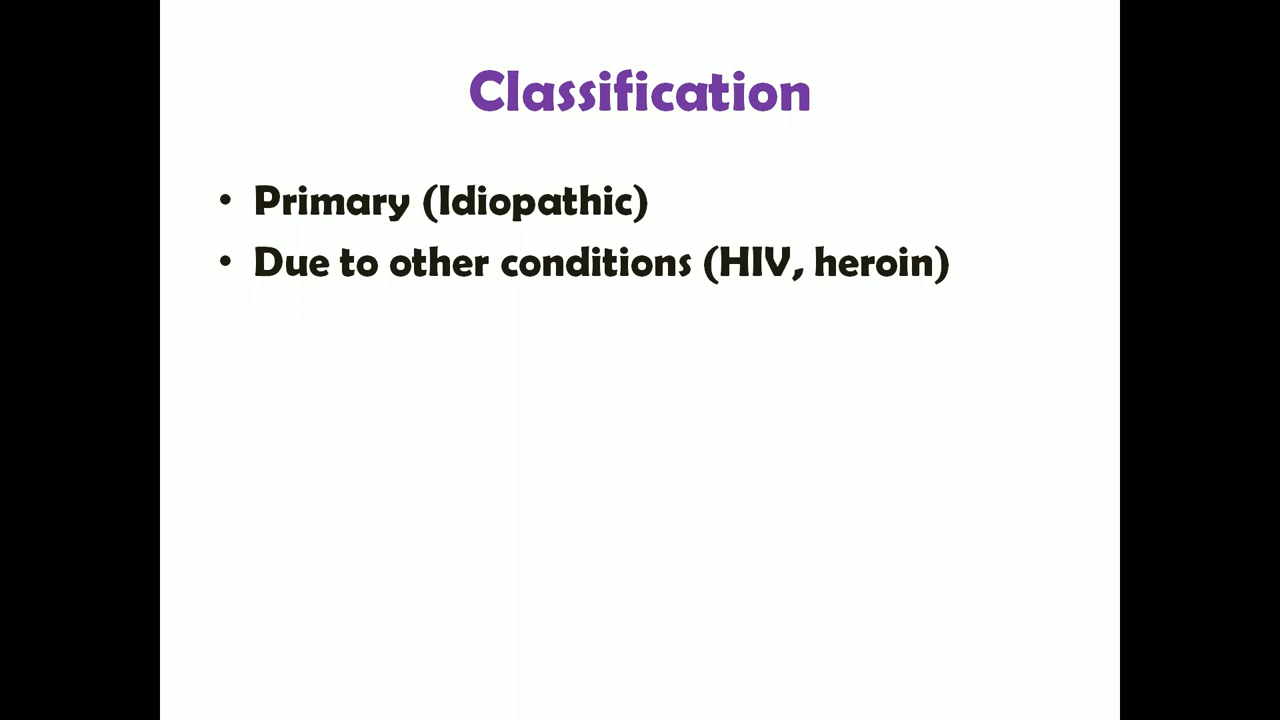 Classification
• Primary (Idiopathic)
• Due to other conditions (HIV, heroin)